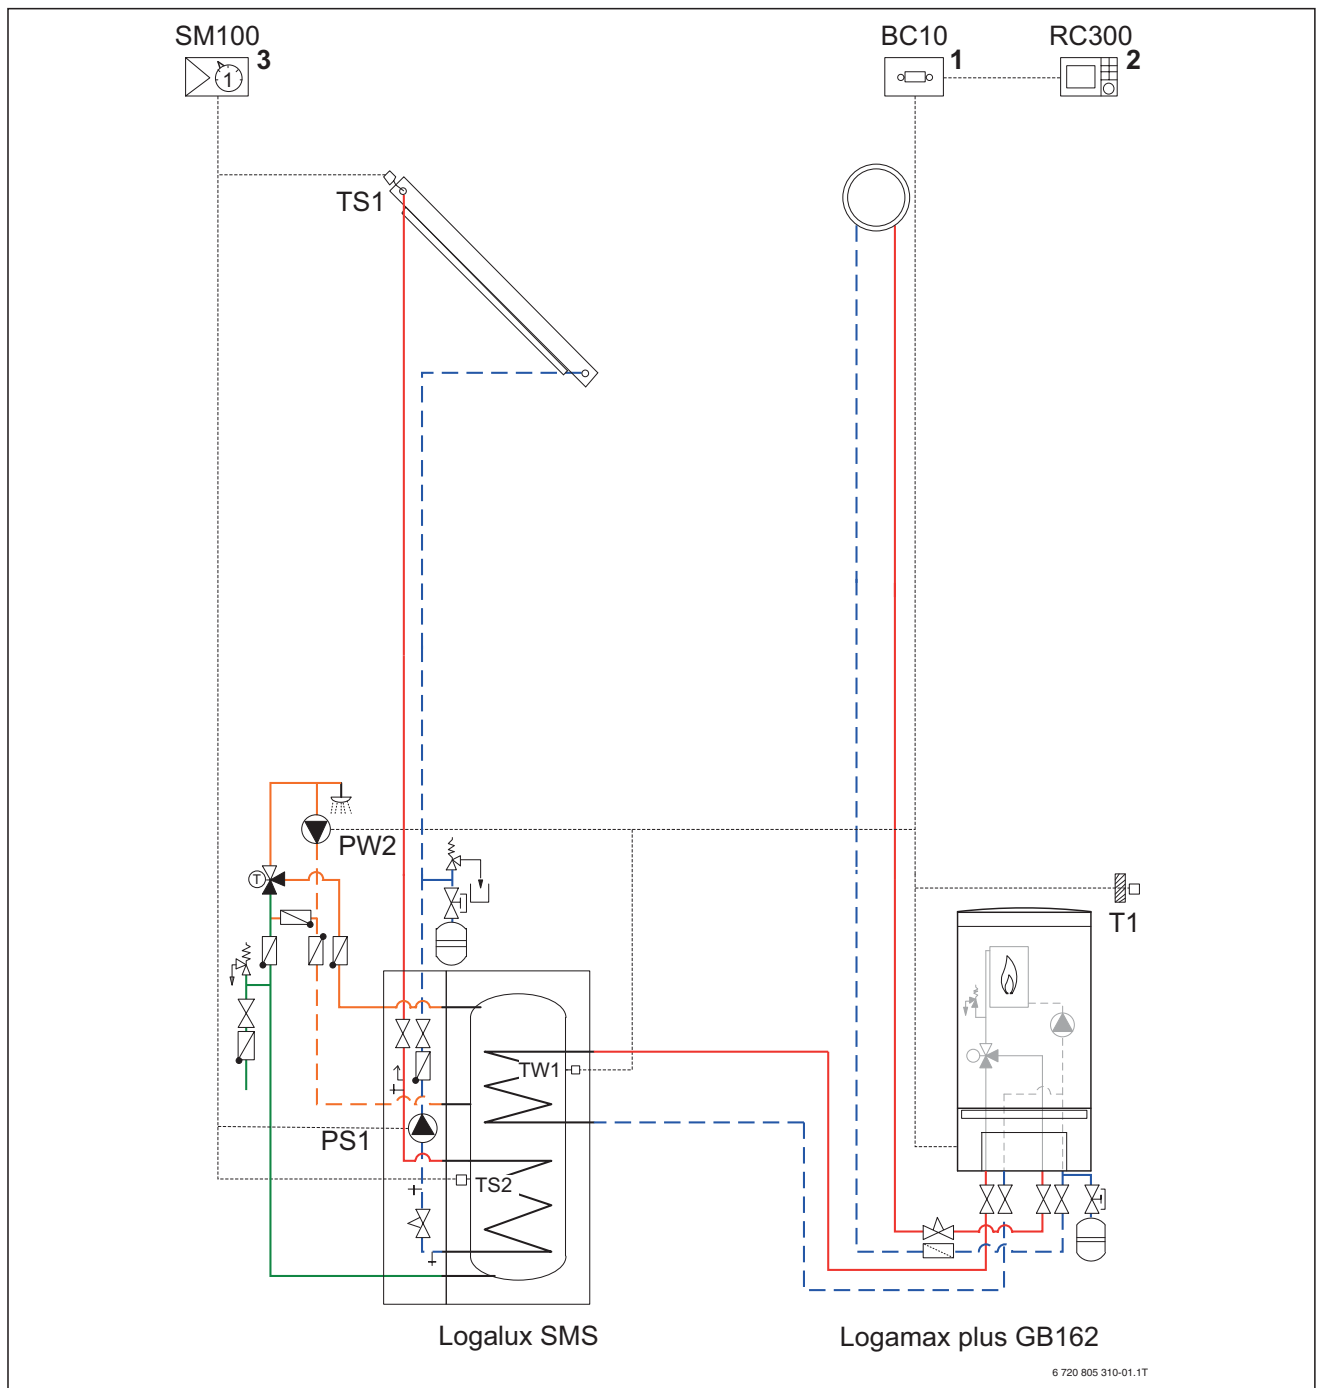 SM100
3
1
BC10
1
RC300
2
TS1
PW2
T
T1
TW1
PS1
TS2
Logalux SMS
Logamax plus GB162
6 720 805 310-01.1T